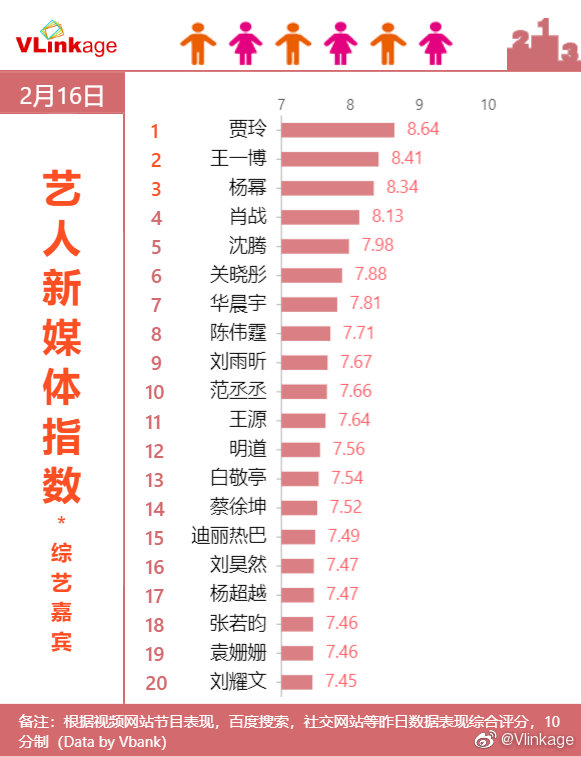 VLinkage
2月16日
艺人新媒体指数
*综艺嘉宾
7 8 9 10
1 贾玲 8.64
2 王一博 8.41
3 杨幂 8.34
4 肖战 8.13
5 沈腾 7.98
6 关晓彤 7.88
7 华晨宇 7.81
8 陈伟霆 7.71
9 刘雨昕 7.67
10 范丞丞 7.66
11 王源 7.64
12 明道 7.56
13 白敬亭 7.54
14 蔡徐坤 7.52
15 迪丽热巴 7.49
16 刘昊然 7.47
17 杨超越 7.47
18 张若昀 7.46
19 袁姗姗 7.46
20 刘耀文 7.45
备注：根据视频网站节目表现，百度搜索，社交网站等昨日数据表现综合评分，10
分制（Data by Vbank）
@Vlinkage
1
2
3